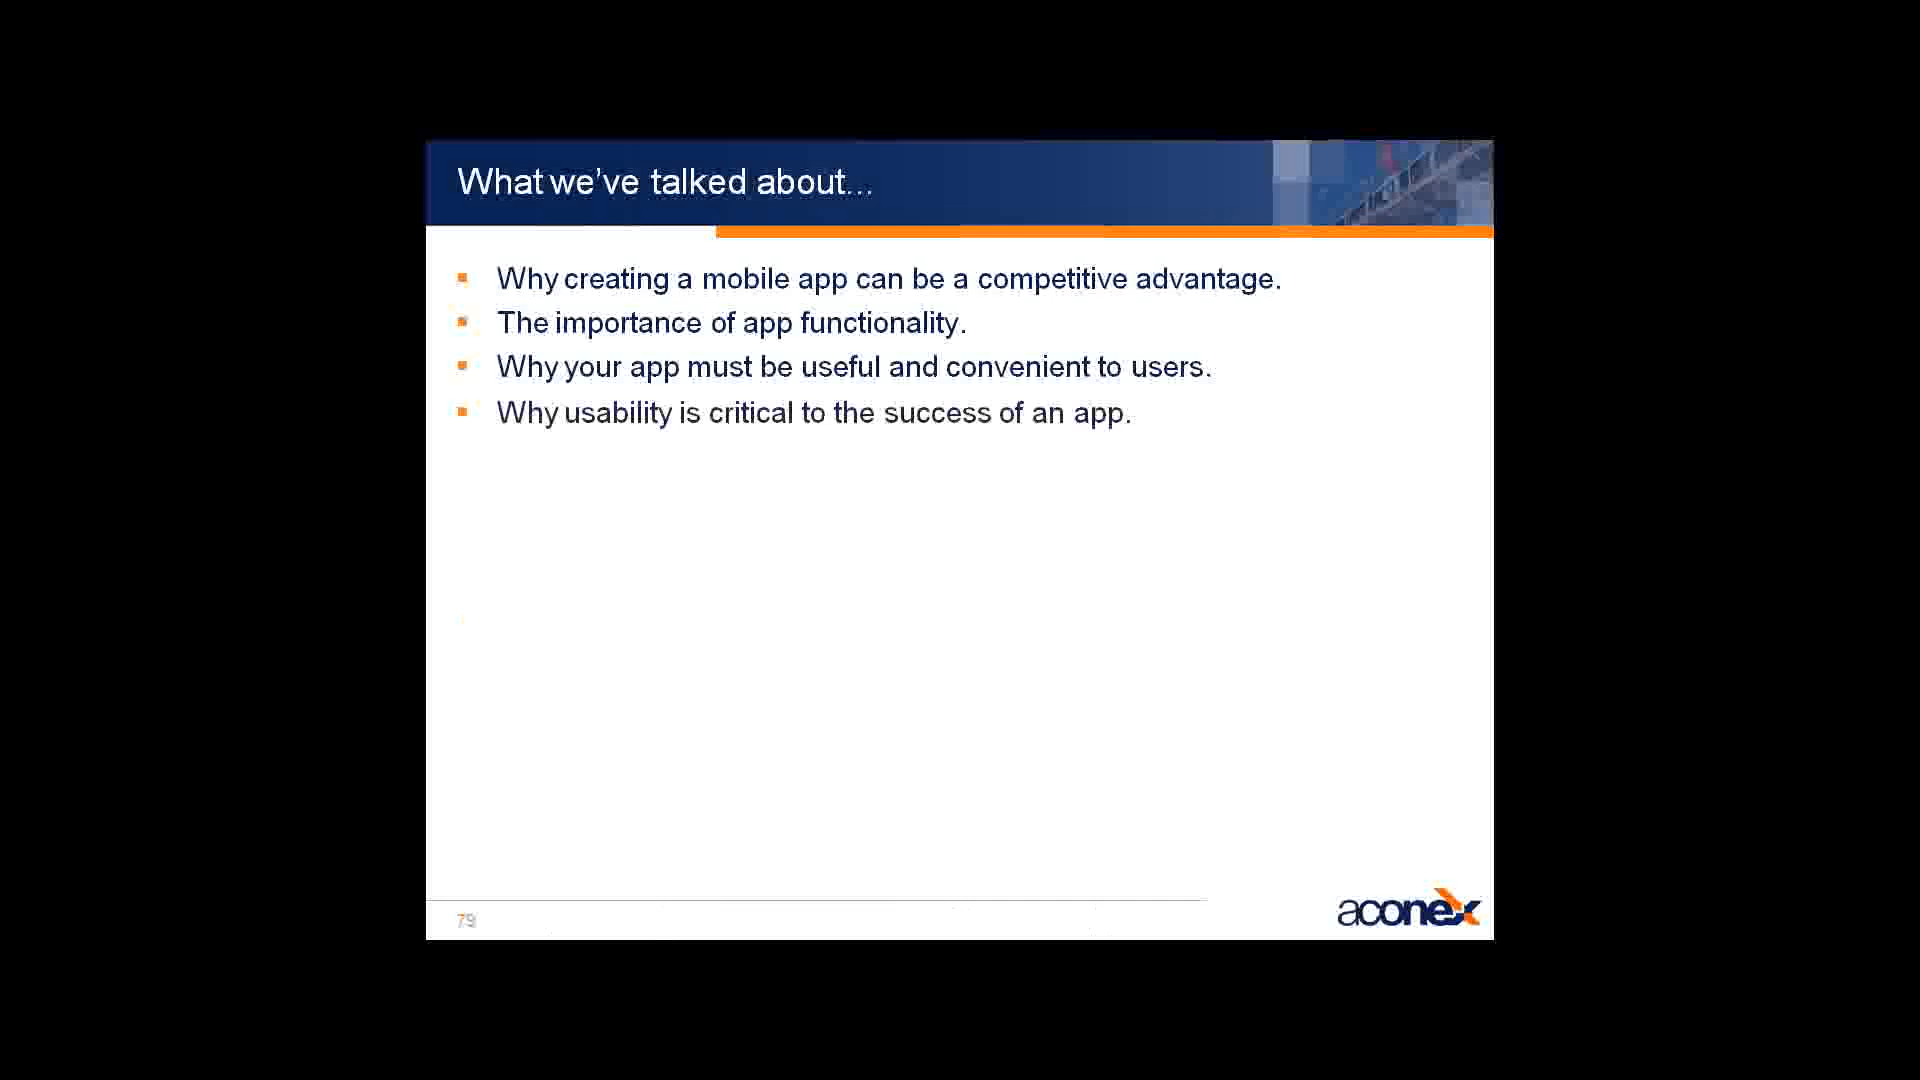 What we've talked about...
Why creating a mobile app can be a competitive advantage.
The importance of app functionality.
Why your app must be useful and convenient to users.
Why usability is critical to the success of an app.
79
aconex